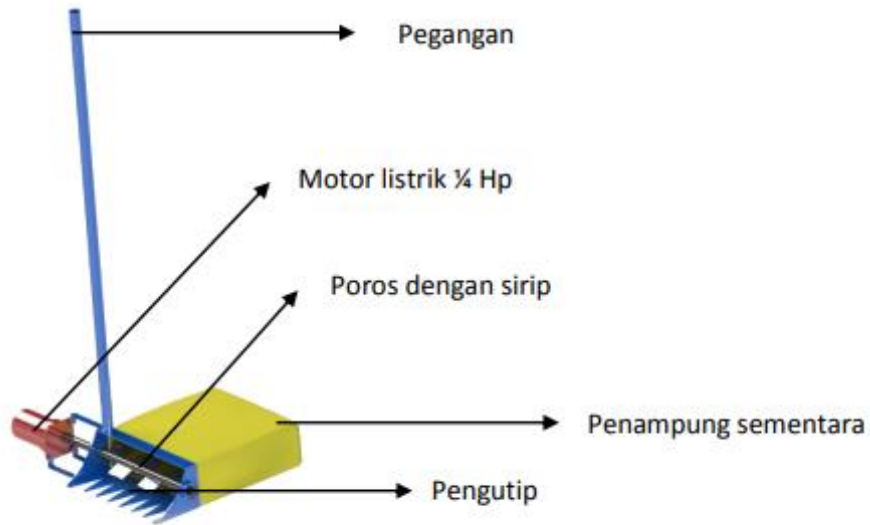 Pegangan
Motor listrik ¼ Hp
Poros dengan sirip
Penampung sementara
Pengutip